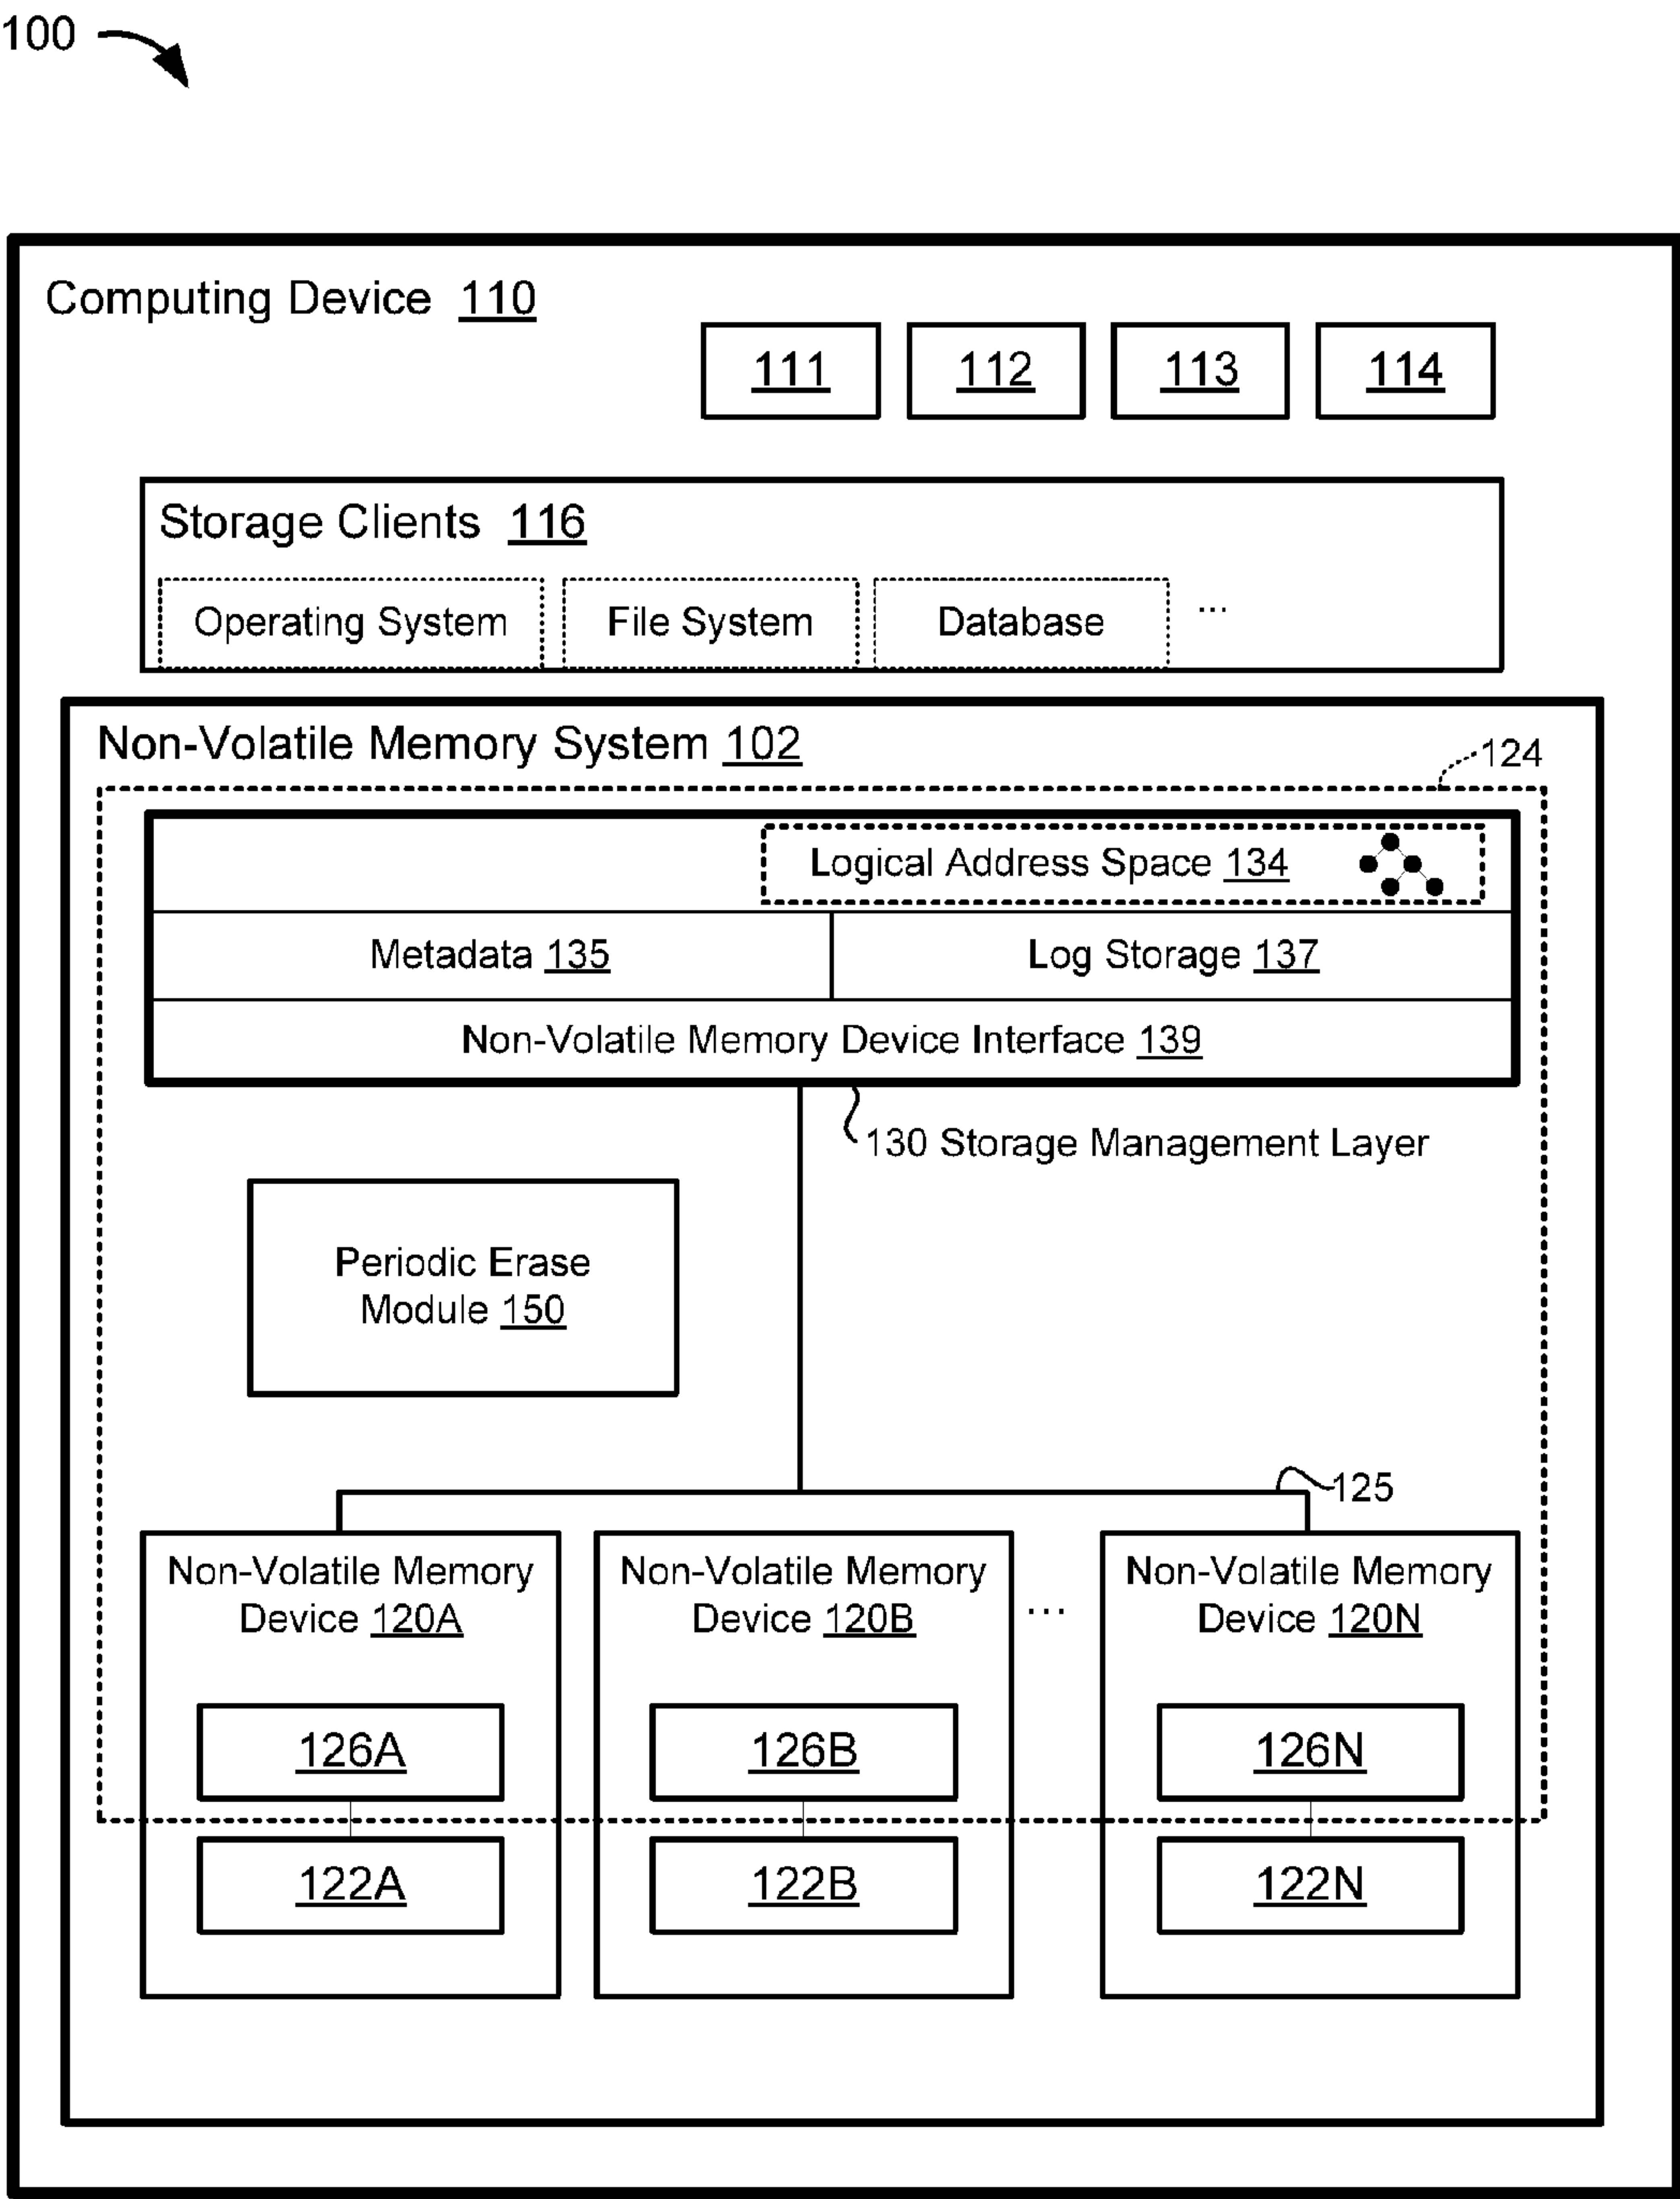 100
Computing Device 110
111 112 113 114
Storage Clients 116
Operating System File System Database ...
Non-Volatile Memory System 102
124
Logical Address Space 134
Metadata 135 Log Storage 137
Non-Volatile Memory Device Interface 139
130 Storage Management Layer
Periodic Erase
Module 150
125
Non-Volatile Memory
Device 120A
Non-Volatile Memory
Device 120B
...
Non-Volatile Memory
Device 120N
126A 126B 126N
122A 122B 122N